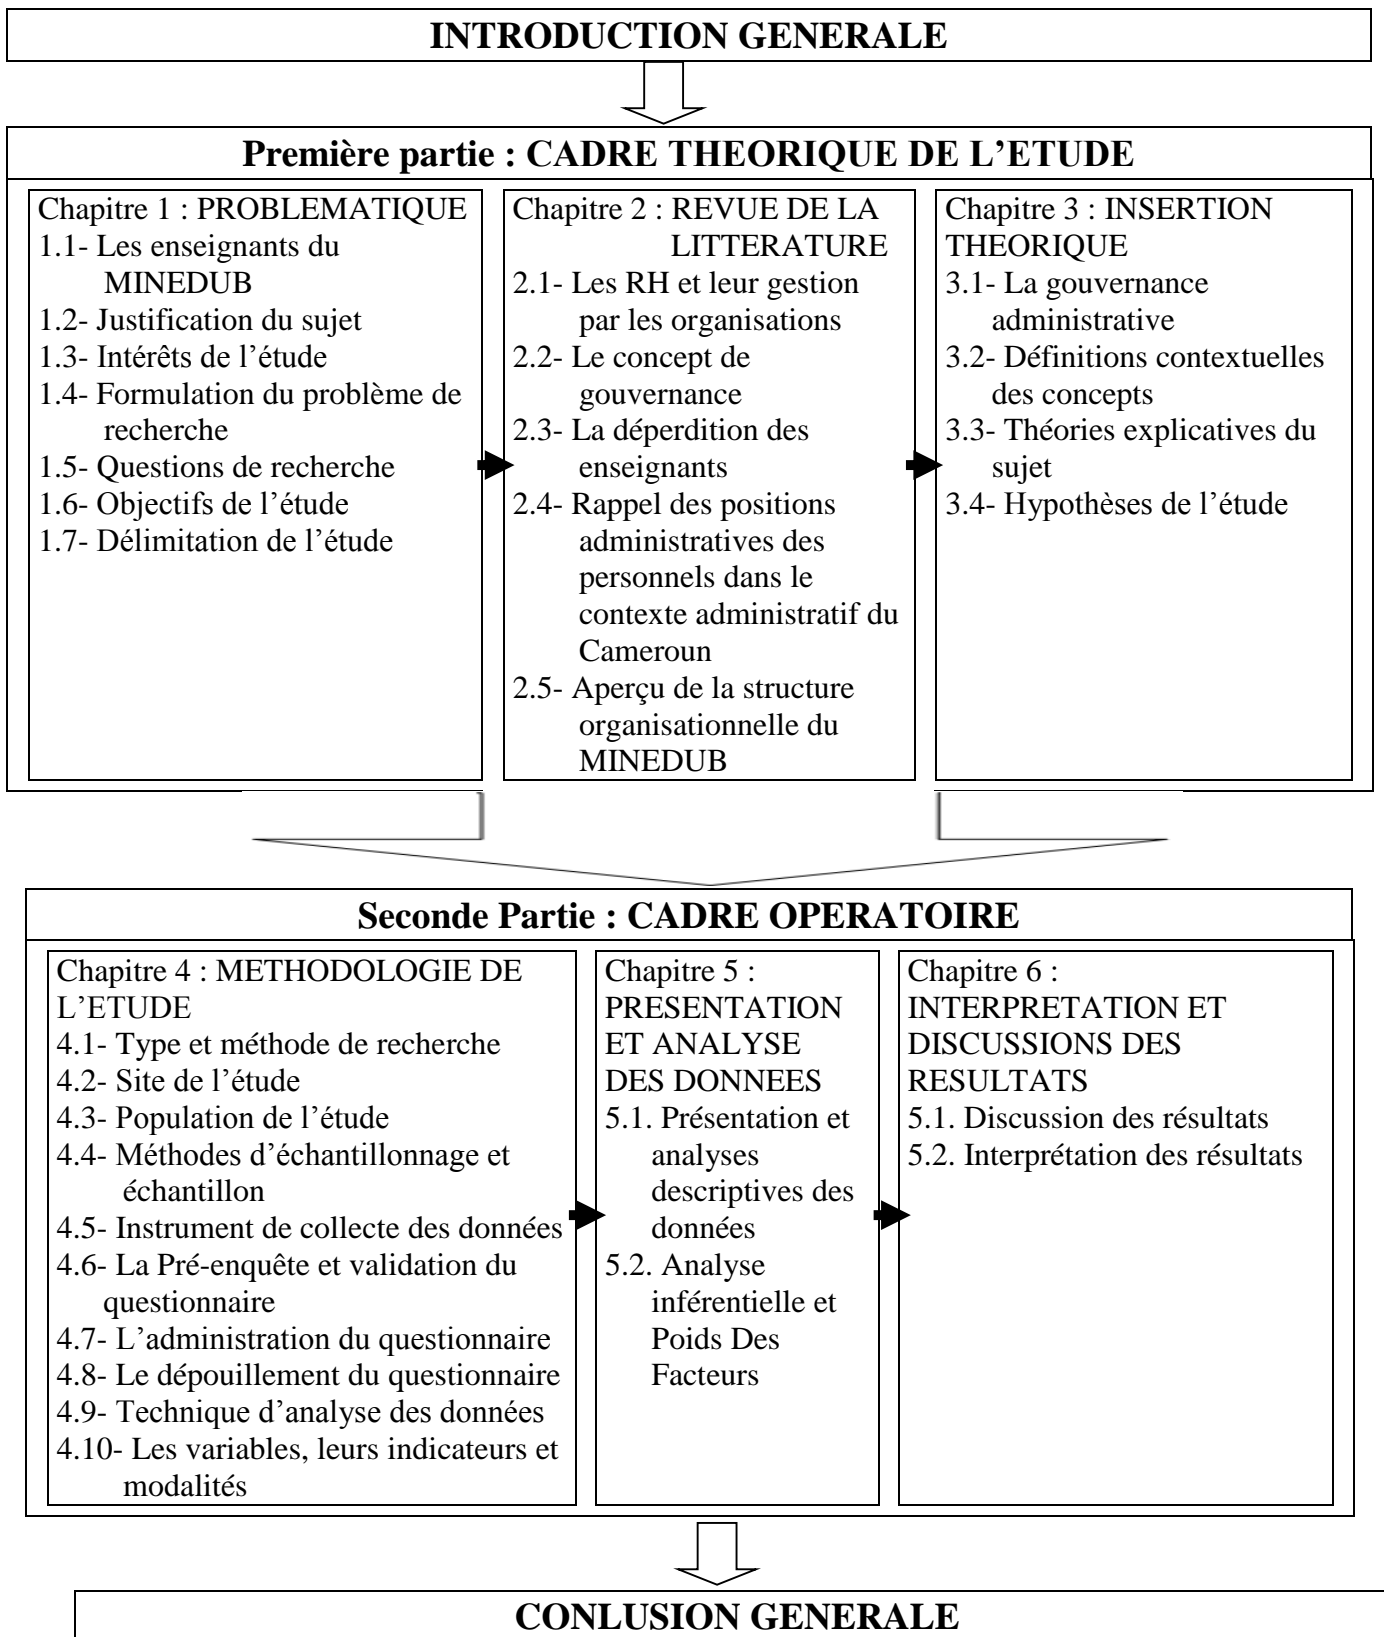 INTRODUCTION GENERALE
Première partie : CADRE THEORIQUE DE L’ETUDE
Chapitre 1 : PROBLEMATIQUE
1.1- Les enseignants du
MINEDUB
1.2- Justification du sujet
1.3- Intérêts de l’étude
1.4- Formulation du problème de
recherche
1.5- Questions de recherche
1.6- Objectifs de l’étude
1.7- Délimitation de l’étude
Chapitre 2 : REVUE DE LA
LITTERATURE
2.1- Les RH et leur gestion
par les organisations
2.2- Le concept de
gouvernance
2.3- La déperdition des
enseignants
2.4- Rappel des positions
administratives des
personnels dans le
contexte administratif du
Cameroun
2.5- Aperçu de la structure
organisationnelle du
MINEDUB
Chapitre 3 : INSERTION
THEORIQUE
3.1- La gouvernance
administrative
3.2- Définitions contextuelles
des concepts
3.3- Théories explicatives du
sujet
3.4- Hypothèses de l’étude
Seconde Partie : CADRE OPERATOIRE
Chapitre 4 : METHODOLOGIE DE
L’ETUDE
4.1- Type et méthode de recherche
4.2- Site de l’étude
4.3- Population de l’étude
4.4- Méthodes d’échantillonnage et
échantillon
4.5- Instrument de collecte des données
4.6- La Pré-enquête et validation du
questionnaire
4.7- L’administration du questionnaire
4.8- Le dépouillement du questionnaire
4.9- Technique d’analyse des données
4.10- Les variables, leurs indicateurs et
modalités
Chapitre 5 :
PRESENTATION
ET ANALYSE
DES DONNEES
5.1. Présentation et
analyses
descriptives des
données
5.2. Analyse
inférentielle et
Poids Des
Facteurs
Chapitre 6 :
INTERPRETATION ET
DISCUSSIONS DES
RESULTATS
5.1. Discussion des résultats
5.2. Interprétation des résultats
CONLUSION GENERALE